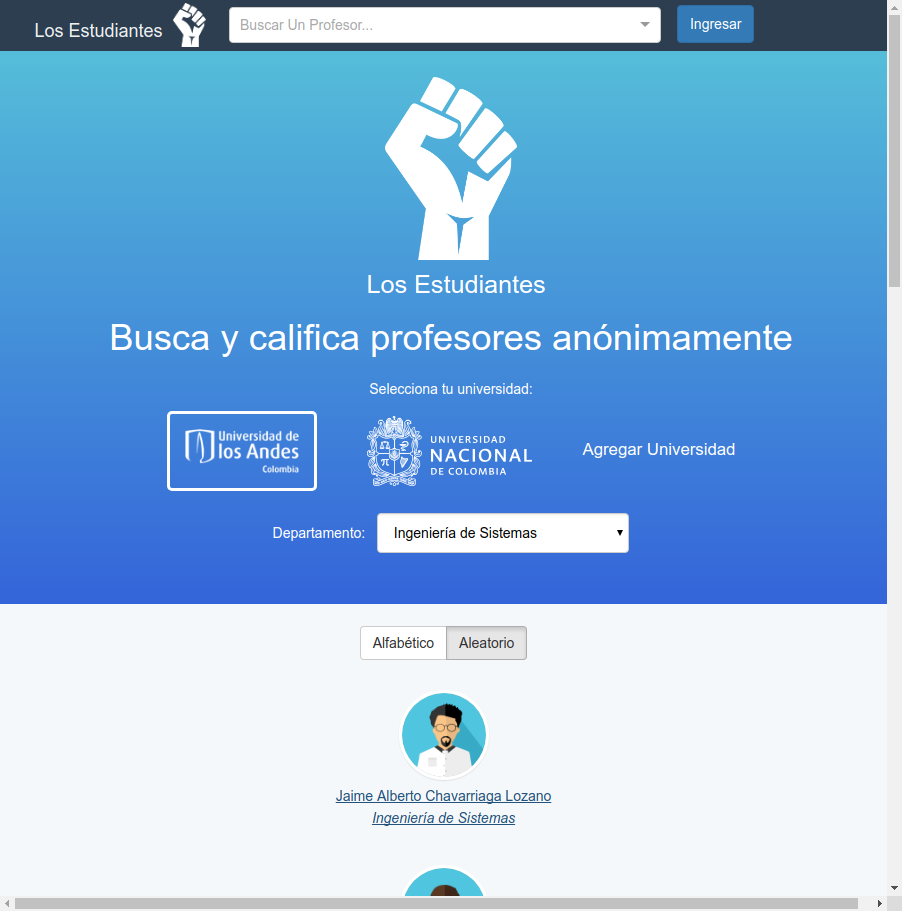 Los Estudiantes
Buscar Un Profesor...
Ingresar
Los Estudiantes
Busca y califica profesores anónimamente
Selecciona tu universidad:
Universidad de
los Andes
Colombia
UNIVERSIDAD
NACIONAL
DE COLOMBIA
Agregar Universidad
Departamento:
Ingeniería de Sistemas
Alfabético
Aleatorio
Jaime Alberto Chavarriaga Lozano
Ingeniería de Sistemas